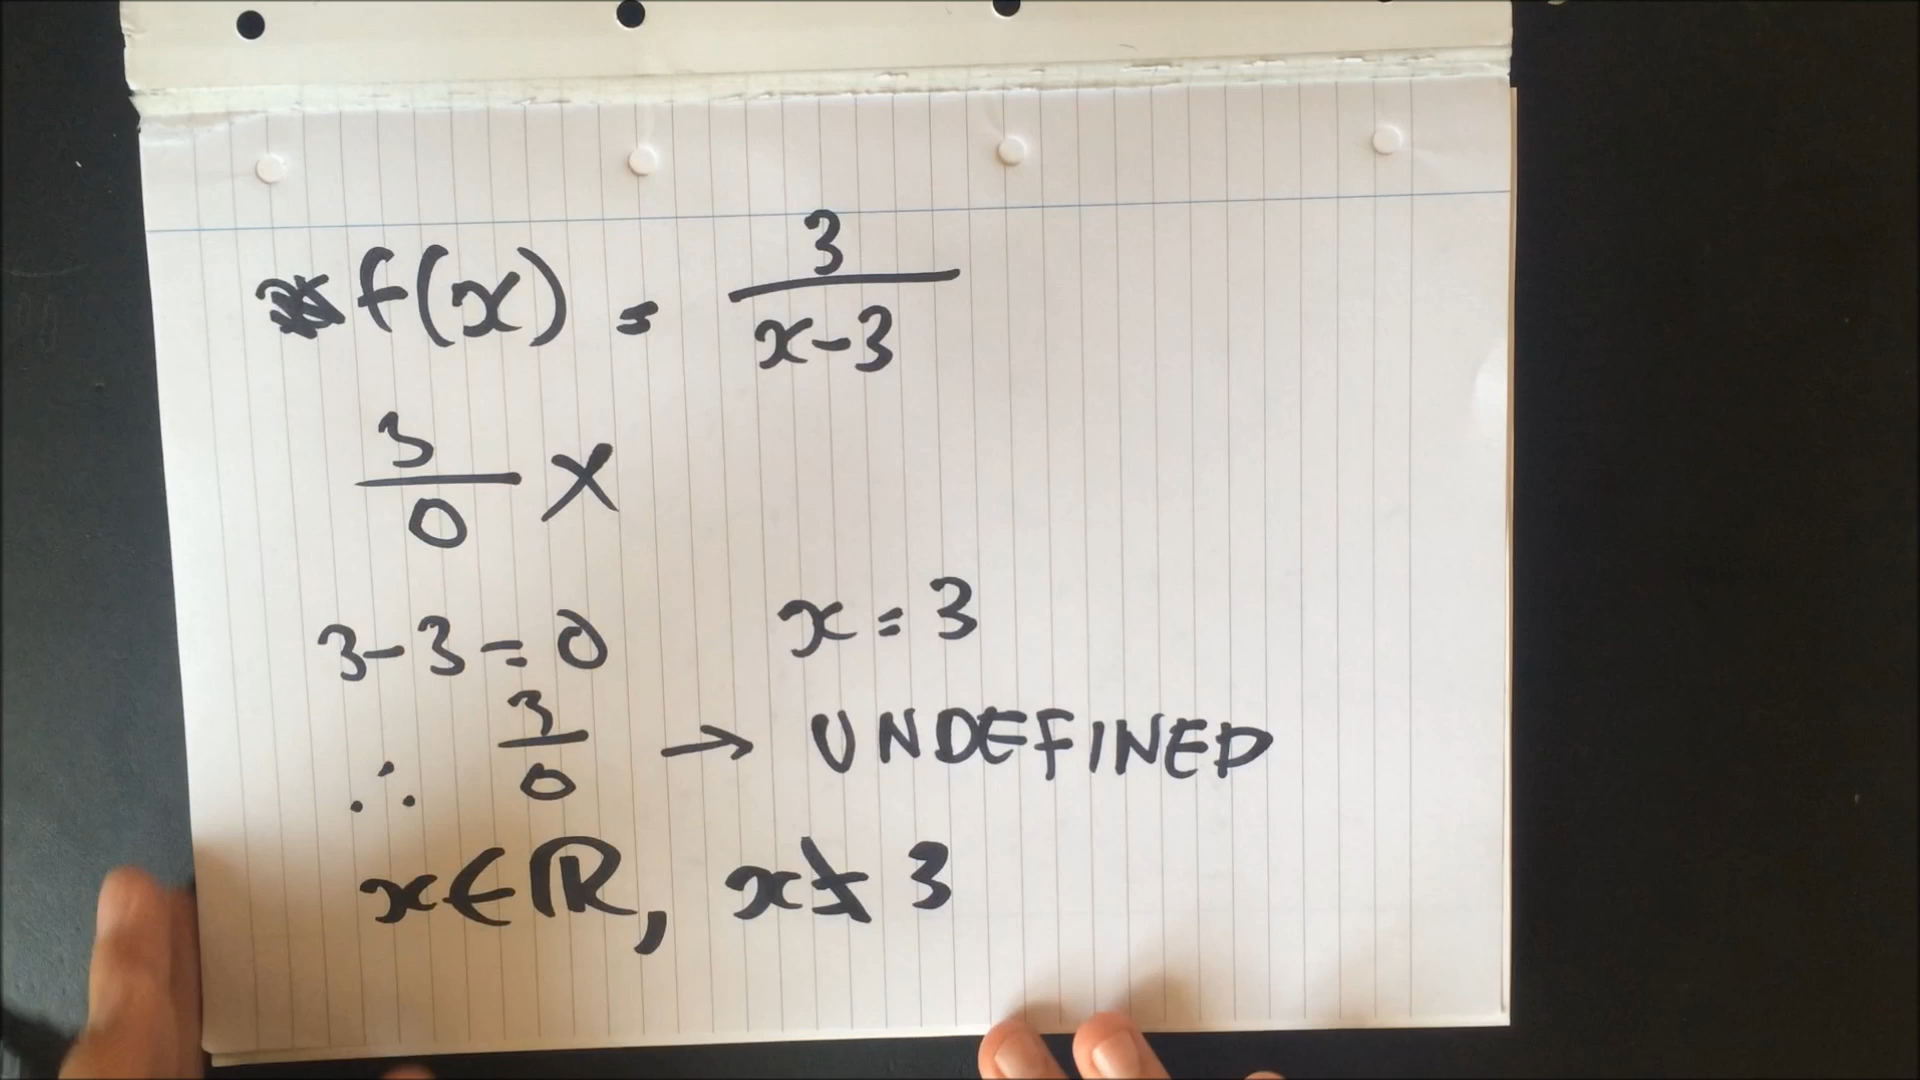 f(x) = 3/(x-3)
3/0 X
3-3=0 x=3
∴ 3/0 → UNDEFINED
x∈ℝ, x≠3